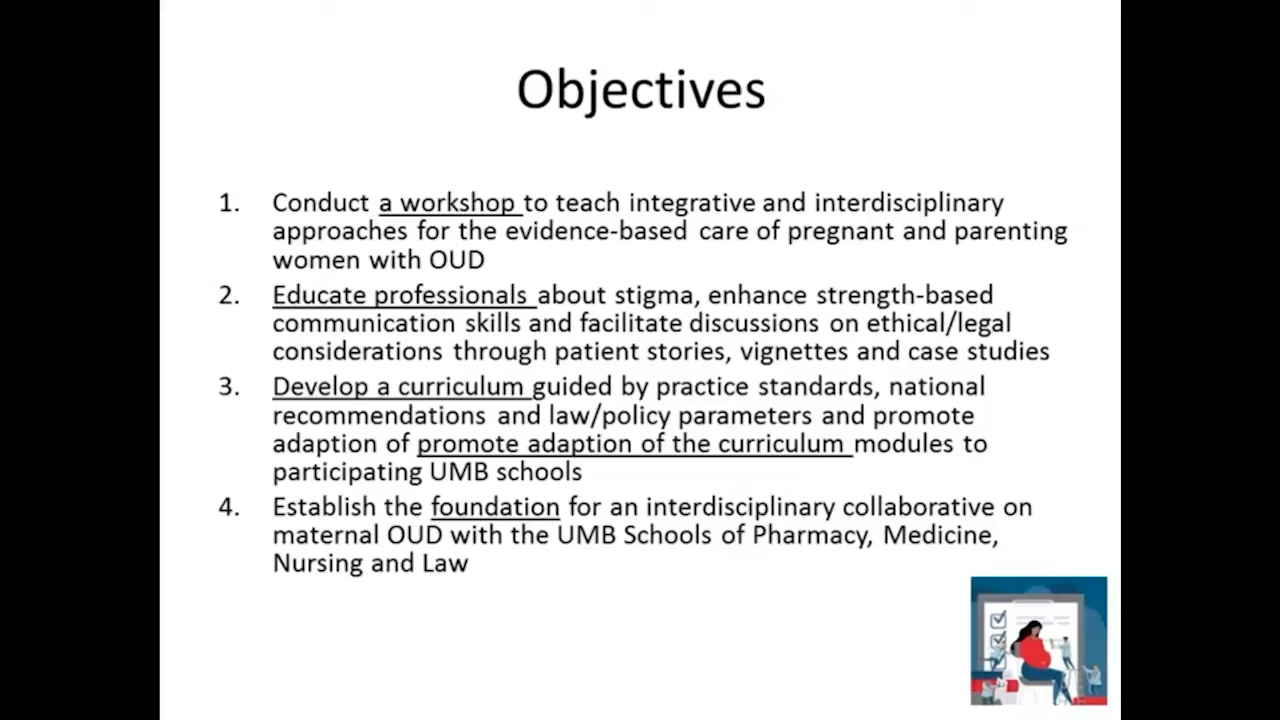 Objectives
1. Conduct a workshop to teach integrative and interdisciplinary
approaches for the evidence-based care of pregnant and parenting
women with OUD
2. Educate professionals about stigma, enhance strength-based
communication skills and facilitate discussions on ethical/legal
considerations through patient stories, vignettes and case studies
3. Develop a curriculum guided by practice standards, national
recommendations and law/policy parameters and promote
adaption of promote adaption of the curriculum modules to
participating UMB schools
4. Establish the foundation for an interdisciplinary collaborative on
maternal OUD with the UMB Schools of Pharmacy, Medicine,
Nursing and Law